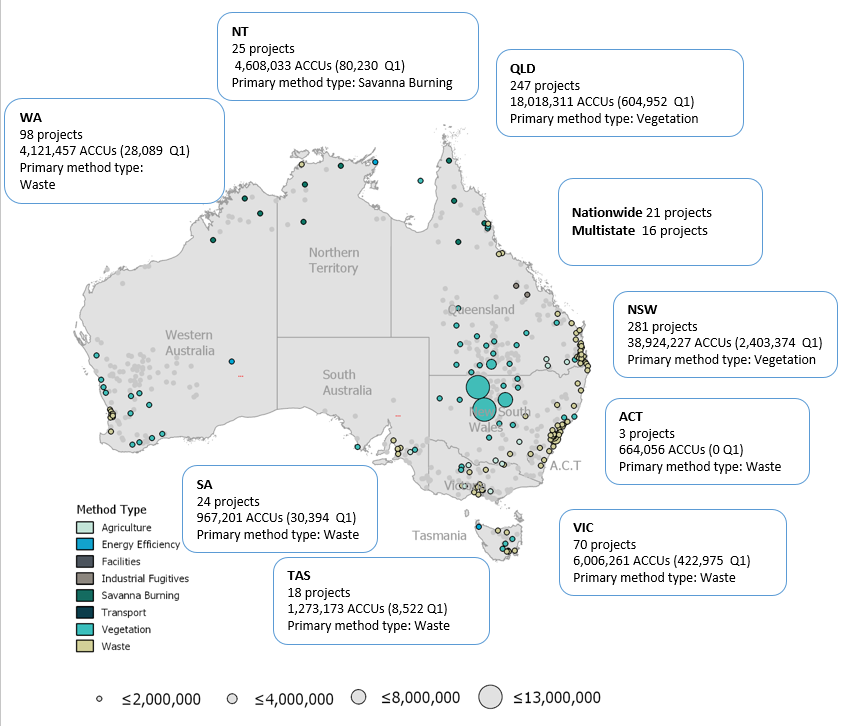 NT
25 projects
4,608,033 ACCUs (80,230 Q1)
Primary method type: Savanna Burning
QLD
247 projects
18,018,311 ACCUs (604,952 Q1)
Primary method type: Vegetation
WA
98 projects
4,121,457 ACCUs (28,089 Q1)
Primary method type:
Waste
Nationwide 21 projects
Multistate 16 projects
Northern
Territory
Queensland
Western
Australia
South
Australia
New South
Wales
A.C.T
Victoria
Tasmania
NSW
281 projects
38,924,227 ACCUs (2,403,374 Q1)
Primary method type: Vegetation
ACT
3 projects
664,056 ACCUs (0 Q1)
Primary method type: Waste
SA
24 projects
967,201 ACCUs (30,394 Q1)
Primary method type: Waste
VIC
70 projects
6,006,261 ACCUs (422,975 Q1)
Primary method type: Waste
TAS
18 projects
1,273,173 ACCUs (8,522 Q1)
Primary method type: Waste
Method Type
Agriculture
Energy Efficiency
Facilities
Industrial Fugitives
Savanna Burning
Transport
Vegetation
Waste
≤2,000,000 ≤4,000,000 ≤8,000,000 ≤13,000,000